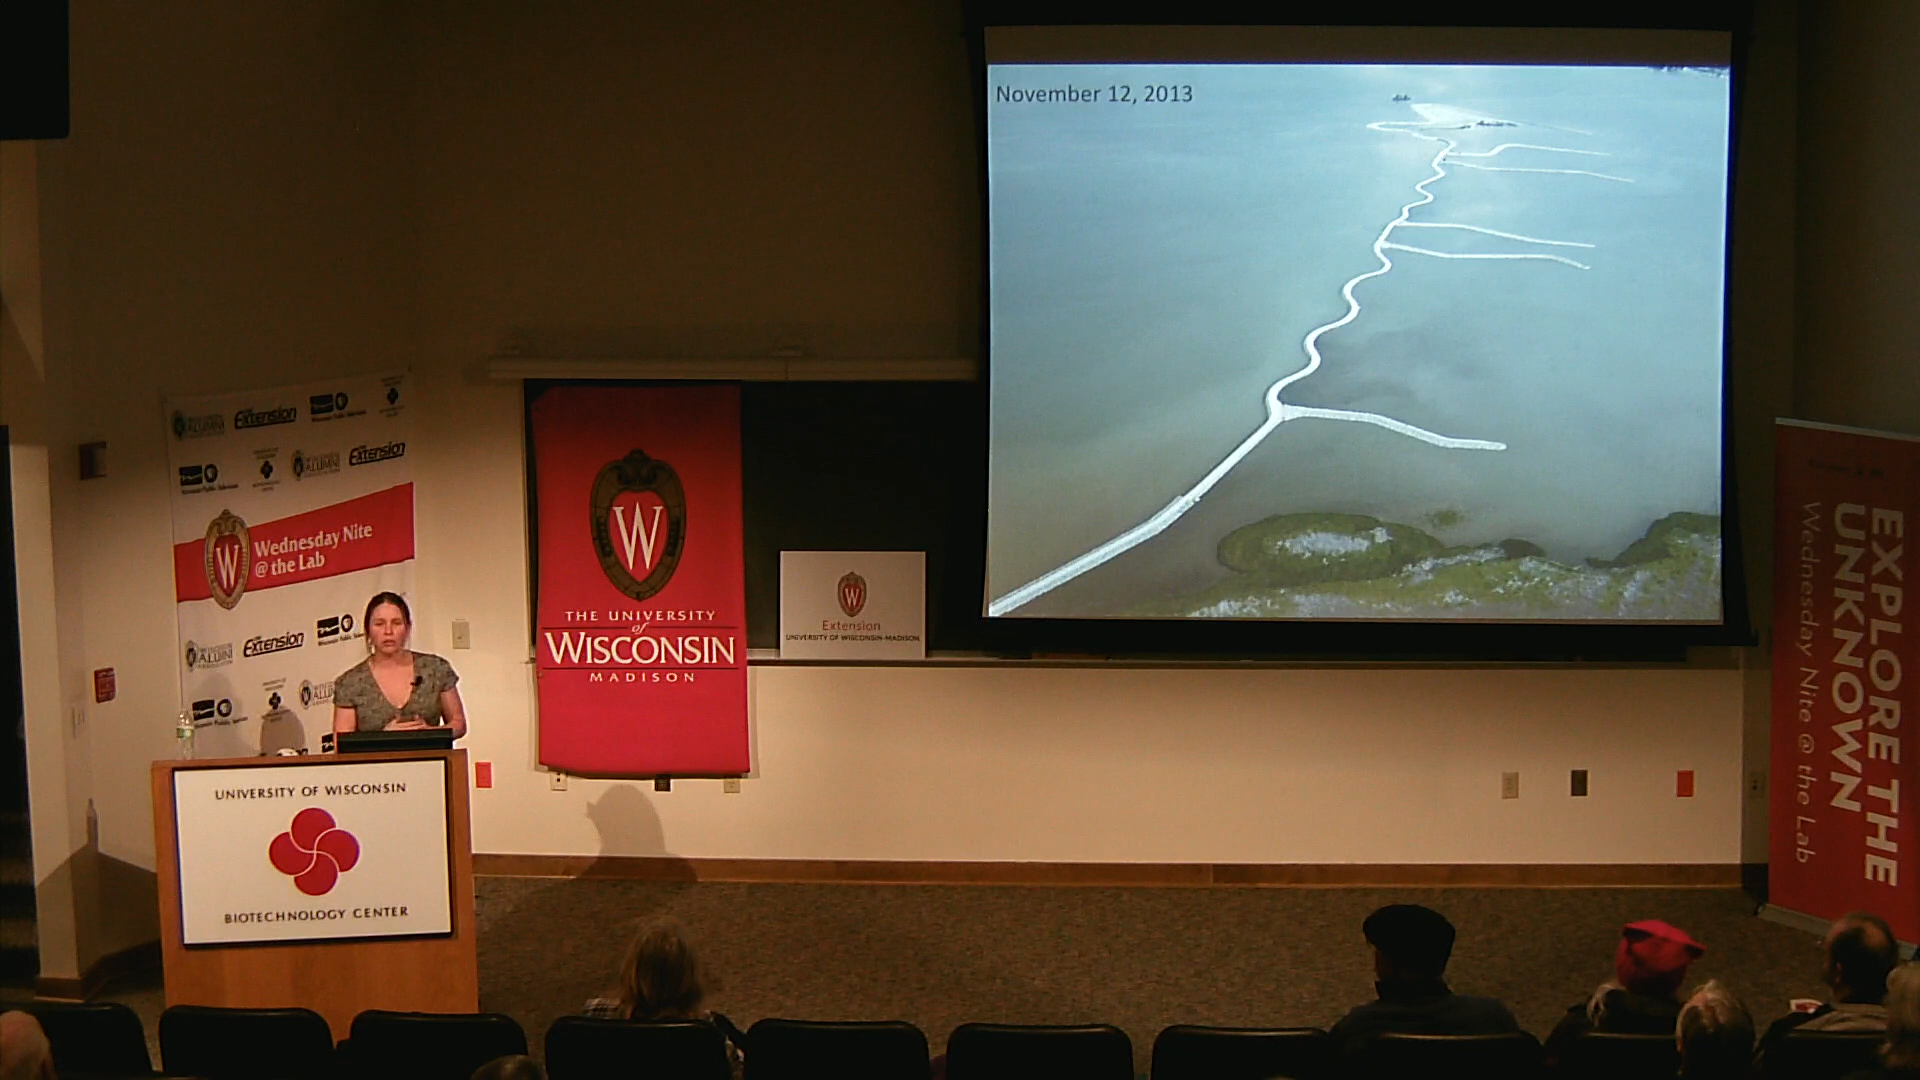 November 12, 2013
Extension
Extension
Wednesday Nite
@ the Lab
Extension
W
THE UNIVERSITY
of
WISCONSIN
MADISON
W
Extension
UNIVERSITY OF WISCONSIN-MADISON
UNIVERSITY OF WISCONSIN
BIOTECHNOLOGY CENTER
EXPLORE THE
UNKNOWN
Wednesday Nite @ the Lab